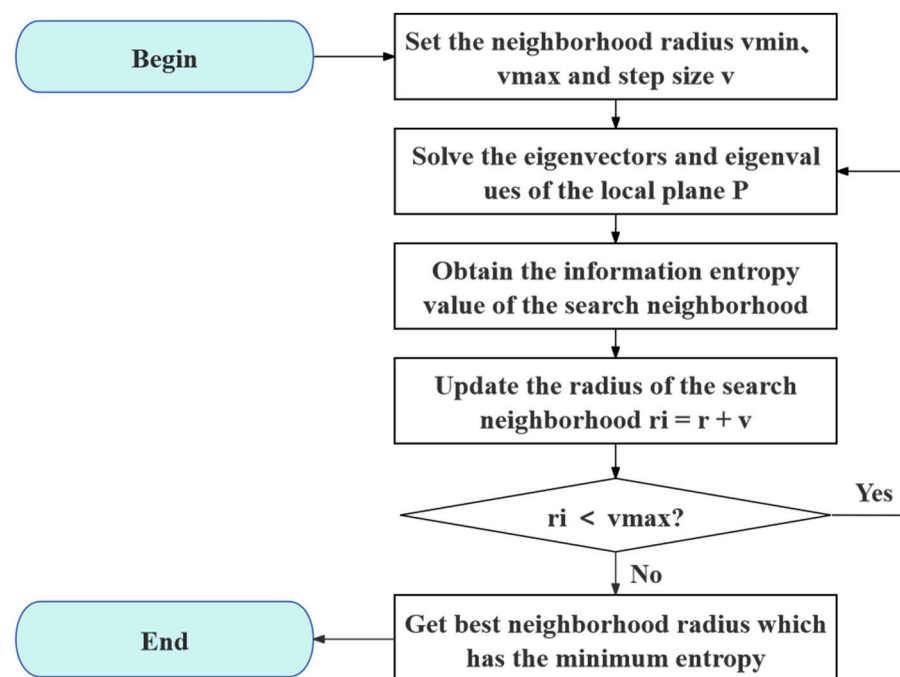 Begin
Set the neighborhood radius vmin、
vmax and step size v
Solve the eigenvectors and eigenval
ues of the local plane P
Obtain the information entropy
value of the search neighborhood
Update the radius of the search
neighborhood ri = r + v
ri < vmax?
Yes
No
Get best neighborhood radius which
has the minimum entropy
End